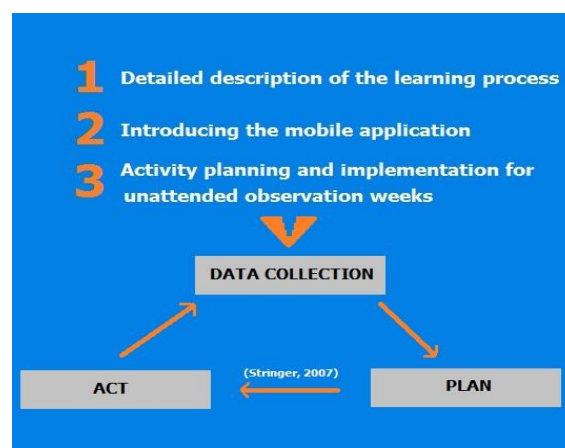 1 Detailed description of the learning process
2 Introducing the mobile application
3 Activity planning and implementation for
unattended observation weeks
DATA COLLECTION
(Stringer, 2007)
ACT
PLAN